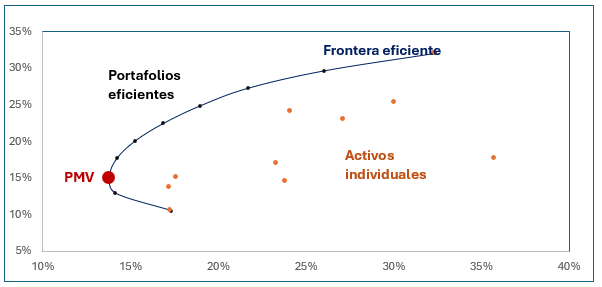 35%
Frontera eficiente
30%
Portafolios
eficientes
25%
20%
Activos
individuales
PMV
15%
10%
5%
10%
15%
20%
25%
30%
35%
40%